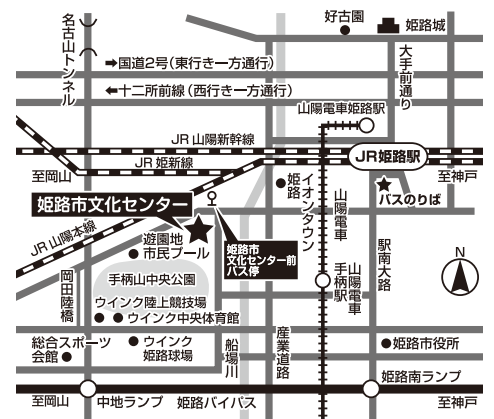 好古園
姫路城
名古山トンネル
大手前通り
➡国道2号(東行き一方通行)
⬅十二所前線(西行き一方通行)
山陽電車姫路駅
JR 山陽新幹線
JR 姫新線
JR姫路駅
至岡山
至神戸
姫路
イオンタウン
山陽電車
バスのりば
姫路市文化センター
JR 山陽本線
遊園地
市民プール
姫路市
文化センター前
バス停
駅南大路
N
手柄山中央公園
山陽電車
手柄駅
岡田陸橋
ウインク陸上競技場
ウインク中央体育館
総合スポーツ
会館
ウインク
姫路球場
船場川
産業道路
姫路市役所
姫路南ランプ
至岡山
中地ランプ
姫路バイパス
至神戸